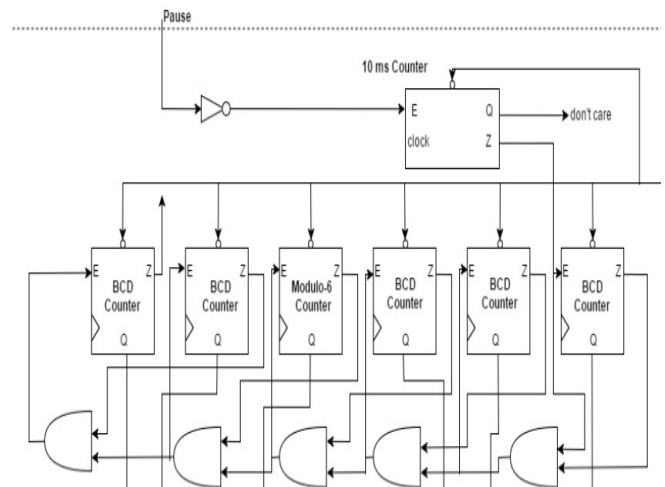 Pause
10 ms Counter
E Q
don't care
clock Z
E Z
BCD
Counter
Q
E Z
BCD
Counter
Q
E Z
Modulo-6
Counter
Q
E Z
BCD
Counter
Q
E Z
BCD
Counter
Q
E Z
BCD
Counter
Q